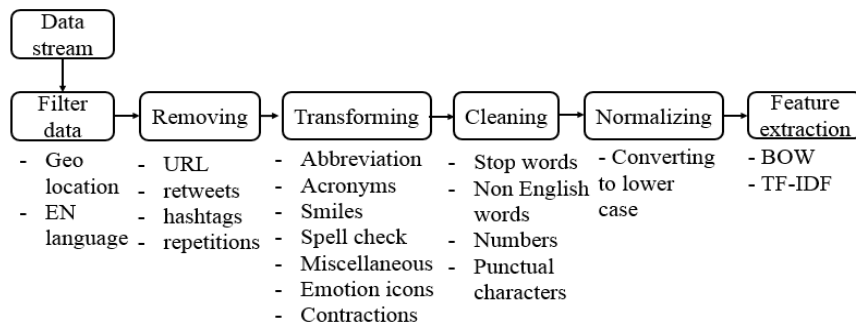 Data
stream
Filter
data
Removing
Transforming
Cleaning
Normalizing
Feature
extraction
- Geo
location
- EN
language
- URL
- retweets
- hashtags
- repetitions
- Abbreviation
- Acronyms
- Smiles
- Spell check
- Miscellaneous
- Emotion icons
- Contractions
- Stop words
- Non English
words
- Numbers
- Punctual
characters
- Converting
to lower
case
- BOW
- TF-IDF